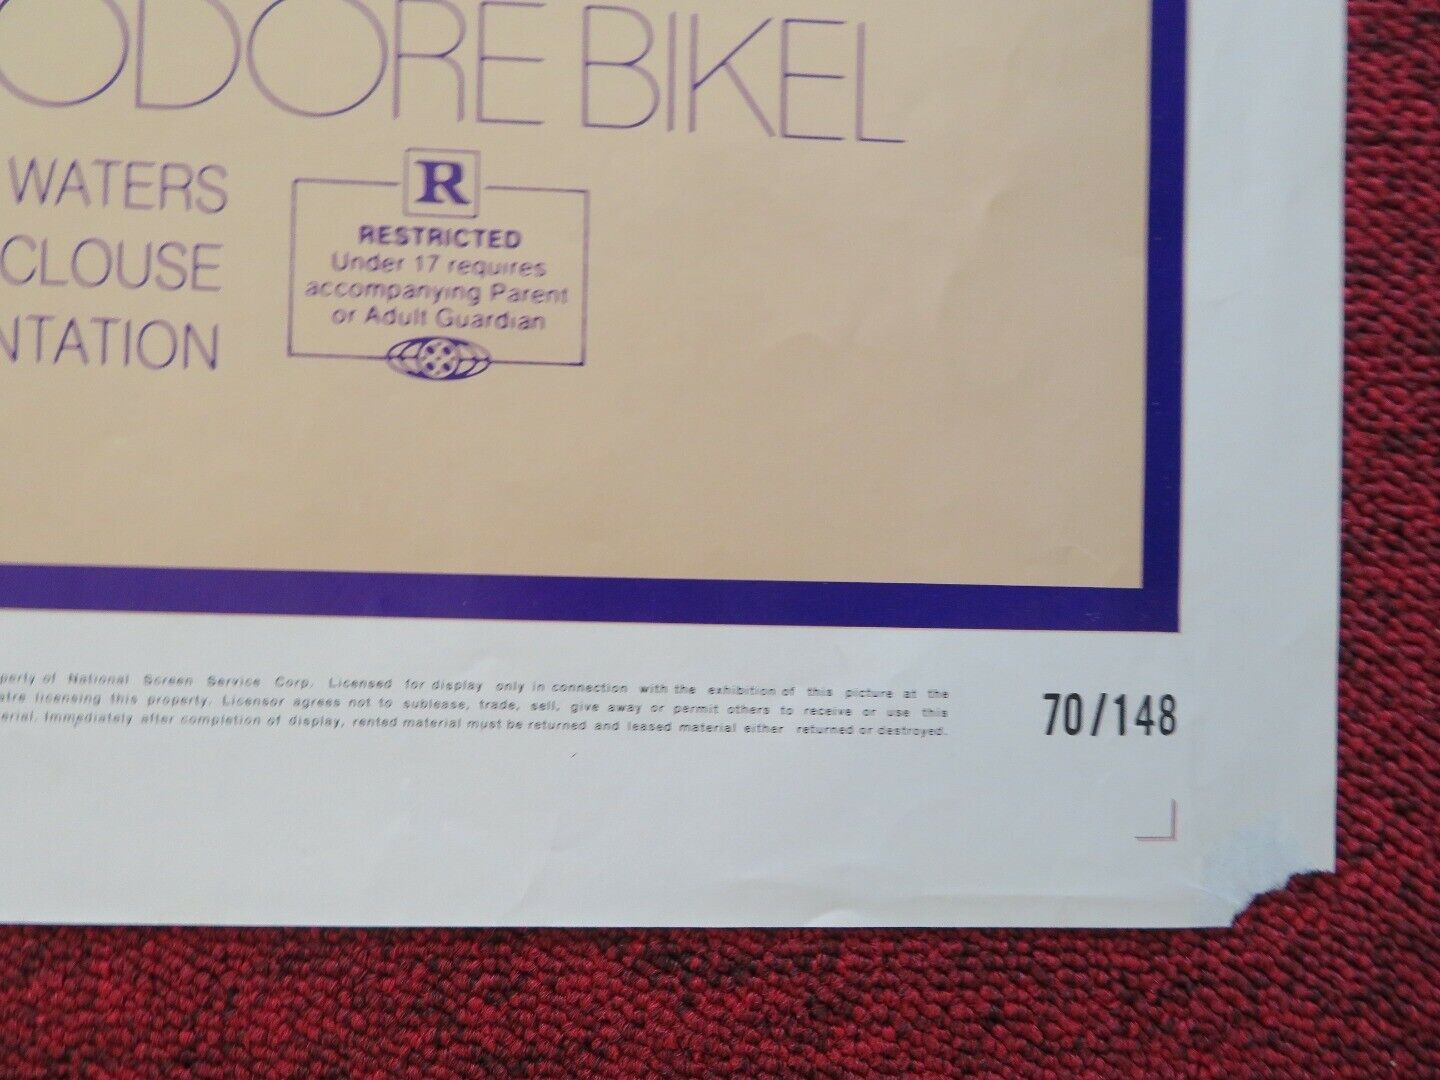 ODORE BIKEL
WATERS
CLOUSE
NTATION
R
RESTRICTED
Under 17 requires
accompanying Parent
or Adult Guardian
perty of National Screen Service Corp. Licensed for display only in connection with the exhibition of this picture at the
atre licensing this property. Licensor agrees not to sublease, trade, sell, give away or permit others to receive or use this
erial. Immediately after completion of display, rented material must be returned and leased material either returned or destroyed.
70/148